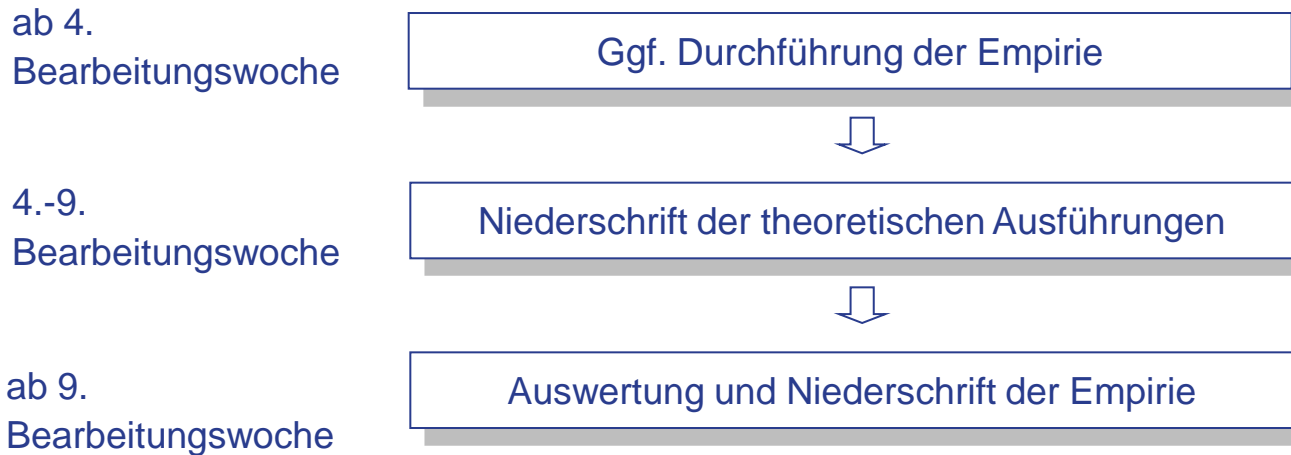 ab 4.
Bearbeitungswoche
Ggf. Durchführung der Empirie
4.-9.
Bearbeitungswoche
Niederschrift der theoretischen Ausführungen
ab 9.
Bearbeitungswoche
Auswertung und Niederschrift der Empirie